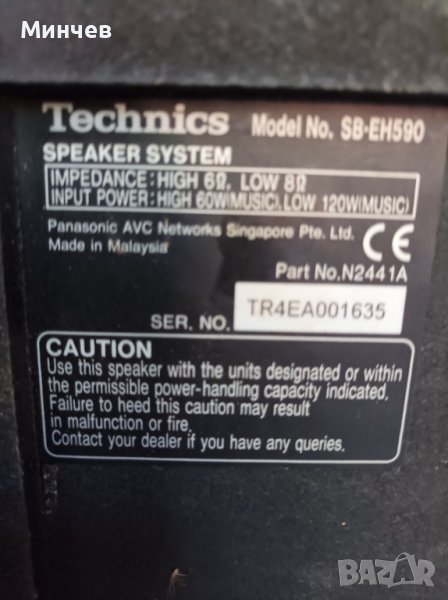 Минчев
Technics Model No. SB-EH590
SPEAKER SYSTEM
IMPEDANCE: HIGH 6Ω, LOW 8Ω
INPUT POWER: HIGH 60W(MUSIC), LOW 120W(MUSIC)
Panasonic AVC Networks Singapore Pte. Ltd.
Made in Malaysia
CE
Part No.N2441A
SER. NO. TR4EA001635
CAUTION
Use this speaker with the units designated or within
the permissible power-handling capacity indicated.
Failure to heed this caution may result
in malfunction or fire.
Contact your dealer if you have any queries.
BAZAR